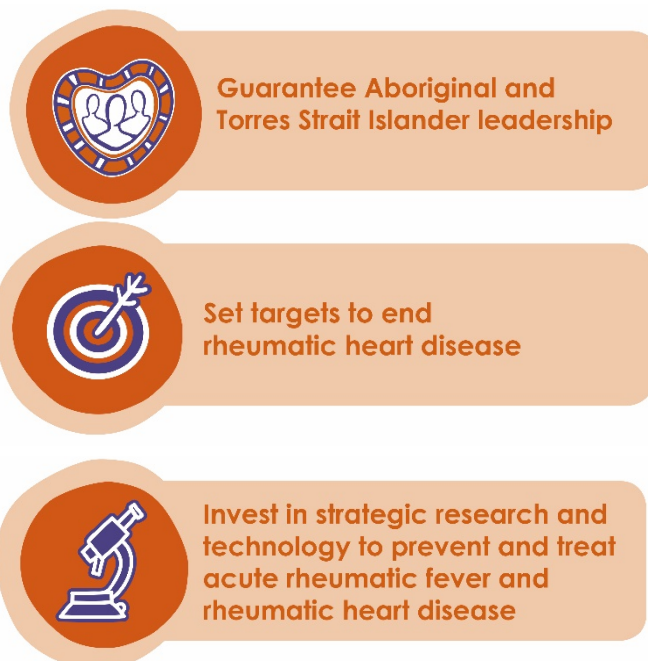 Guarantee Aboriginal and
Torres Strait Islander leadership
Set targets to end
rheumatic heart disease
Invest in strategic research and
technology to prevent and treat
acute rheumatic fever and
rheumatic heart disease